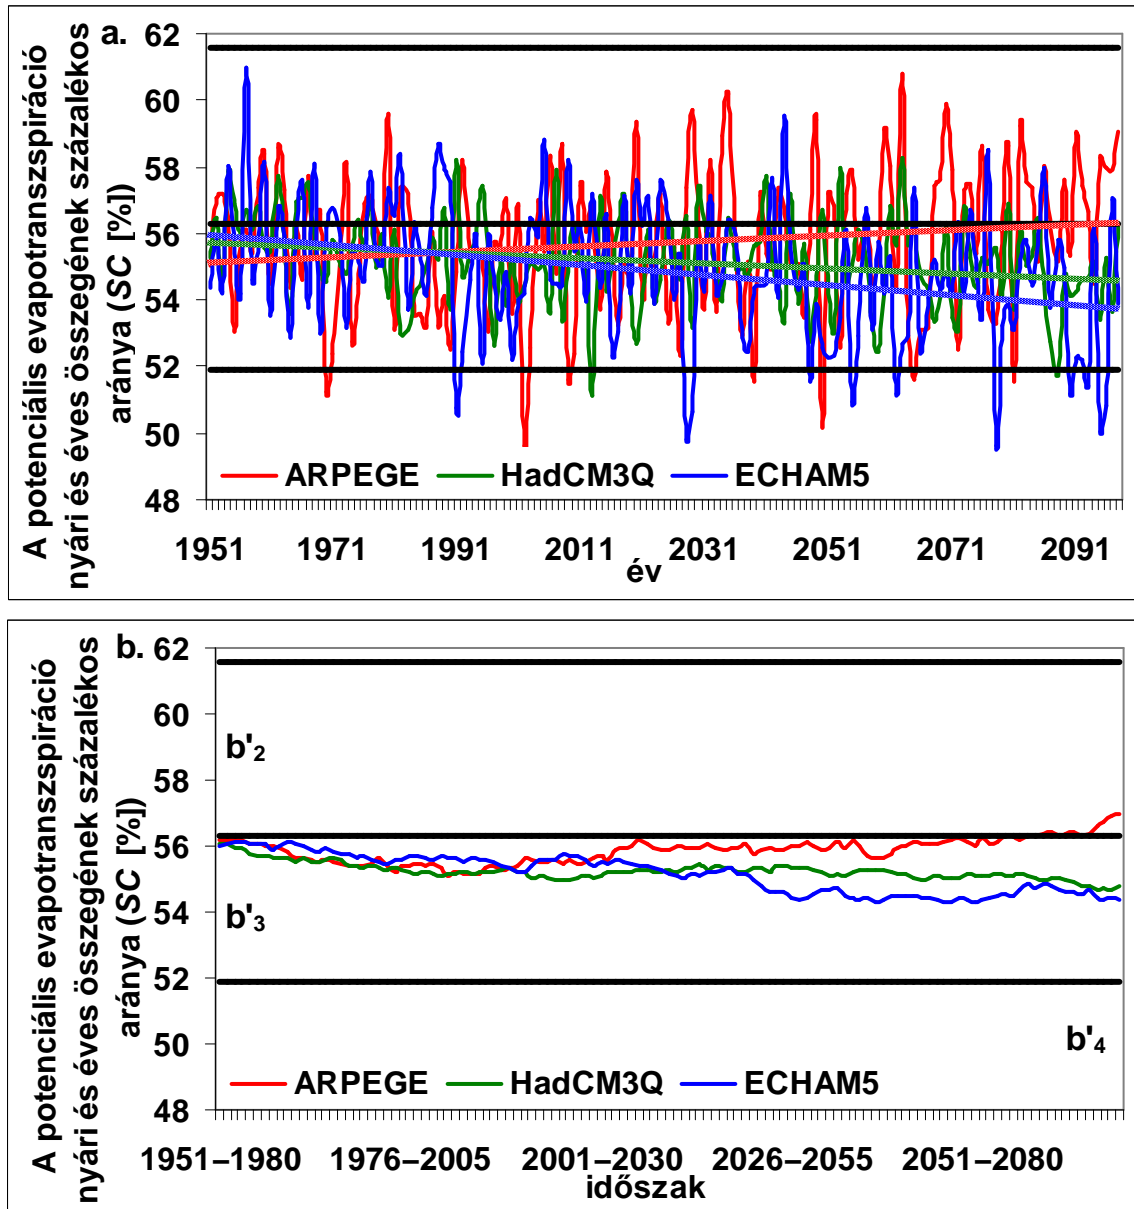 A potenciális evapotranszspiráció
nyári és éves összegének százalékos
aránya (SC [%])
a.
62
60
58
56
54
52
50
48
ARPEGE
HadCM3Q
ECHAM5
1951
1971
1991
2011
2031
2051
2071
2091
év
A potenciális evapotranszspiráció
nyári és éves összegének százalékos
aránya (SC [%])
b.
62
60
58
56
54
52
50
48
b'2
b'3
b'4
ARPEGE
HadCM3Q
ECHAM5
1951–1980
1976–2005
2001–2030
2026–2055
2051–2080
időszak